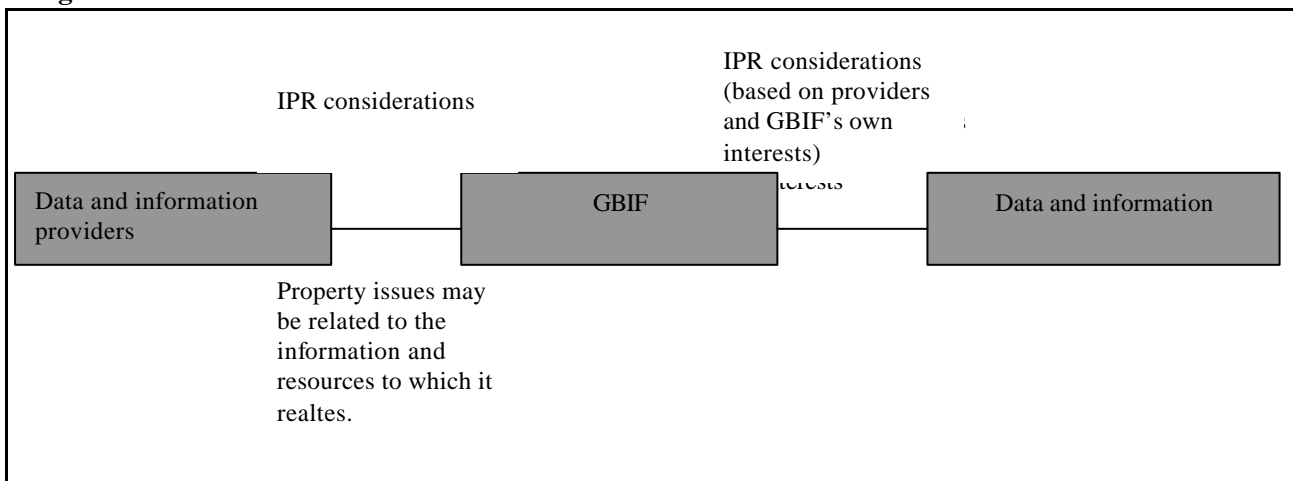 IPR considerations
IPR considerations
(based on providers
and GBIF's own
interests)
Data and information
providers
GBIF
Data and information
Property issues may
be related to the
information and
resources to which it
realtes.